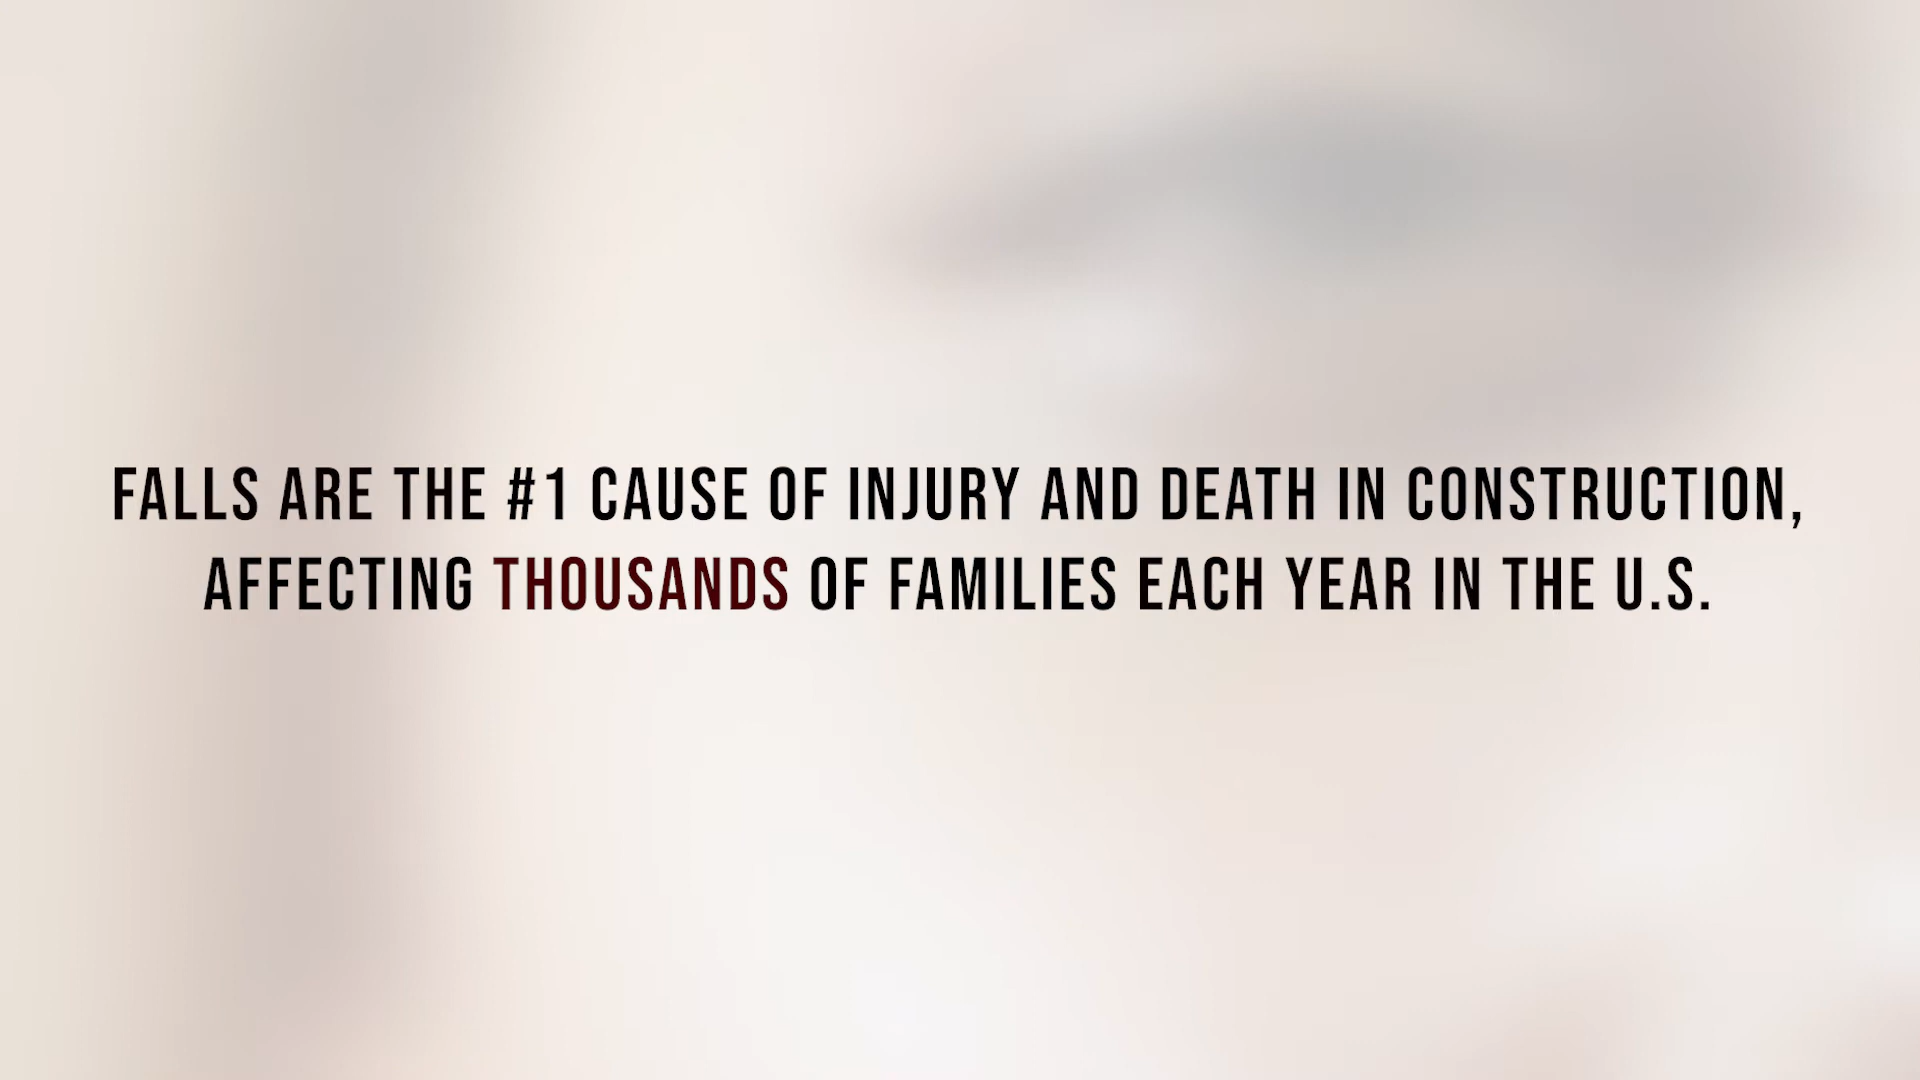 FALLS ARE THE #1 CAUSE OF INJURY AND DEATH IN CONSTRUCTION,
AFFECTING THOUSANDS OF FAMILIES EACH YEAR IN THE U.S.